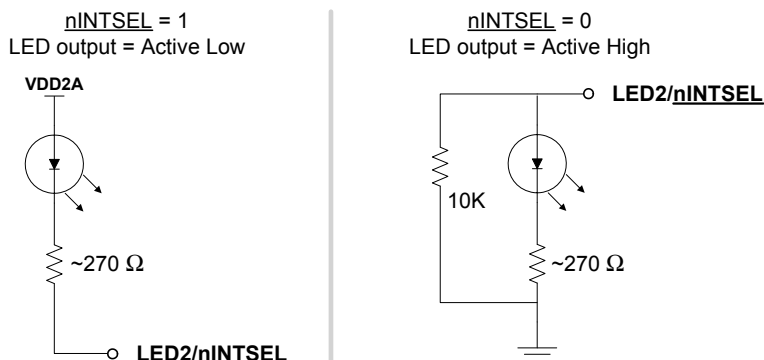 nINTSEL = 1
LED output = Active Low
VDD2A
~270 Ω
LED2/nINTSEL
nINTSEL = 0
LED output = Active High
LED2/nINTSEL
10K
~270 Ω